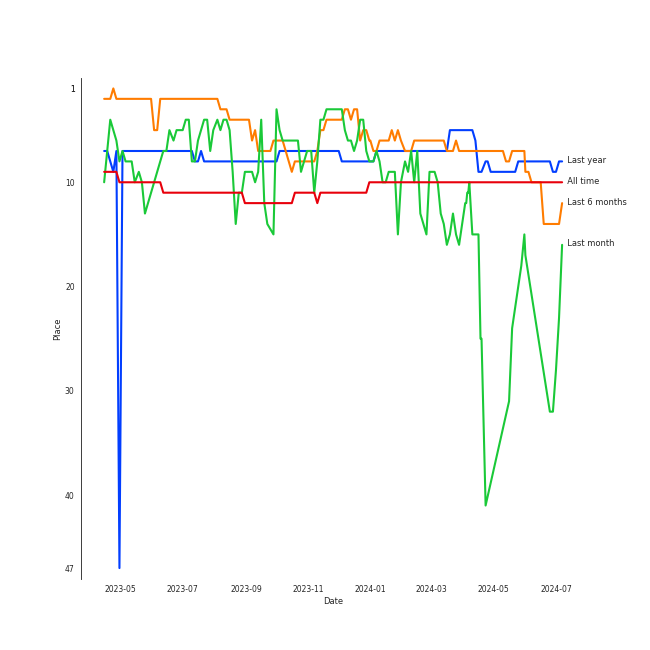 1
10
20
30
40
47
Place
2023-05
2023-07
2023-09
2023-11
2024-01
2024-03
2024-05
2024-07
Date
Last year
All time
Last 6 months
Last month